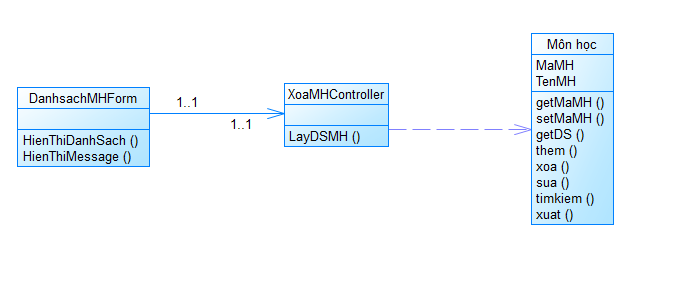 DanhsachMHForm
HienThiDanhSach ()
HienThiMessage ()
1..1
1..1
XoaMHController
LayDSMH ()
Môn học
MaMH
TenMH
getMaMH ()
setMaMH ()
getDS ()
them ()
xoa ()
sua ()
timkiem ()
xuat ()